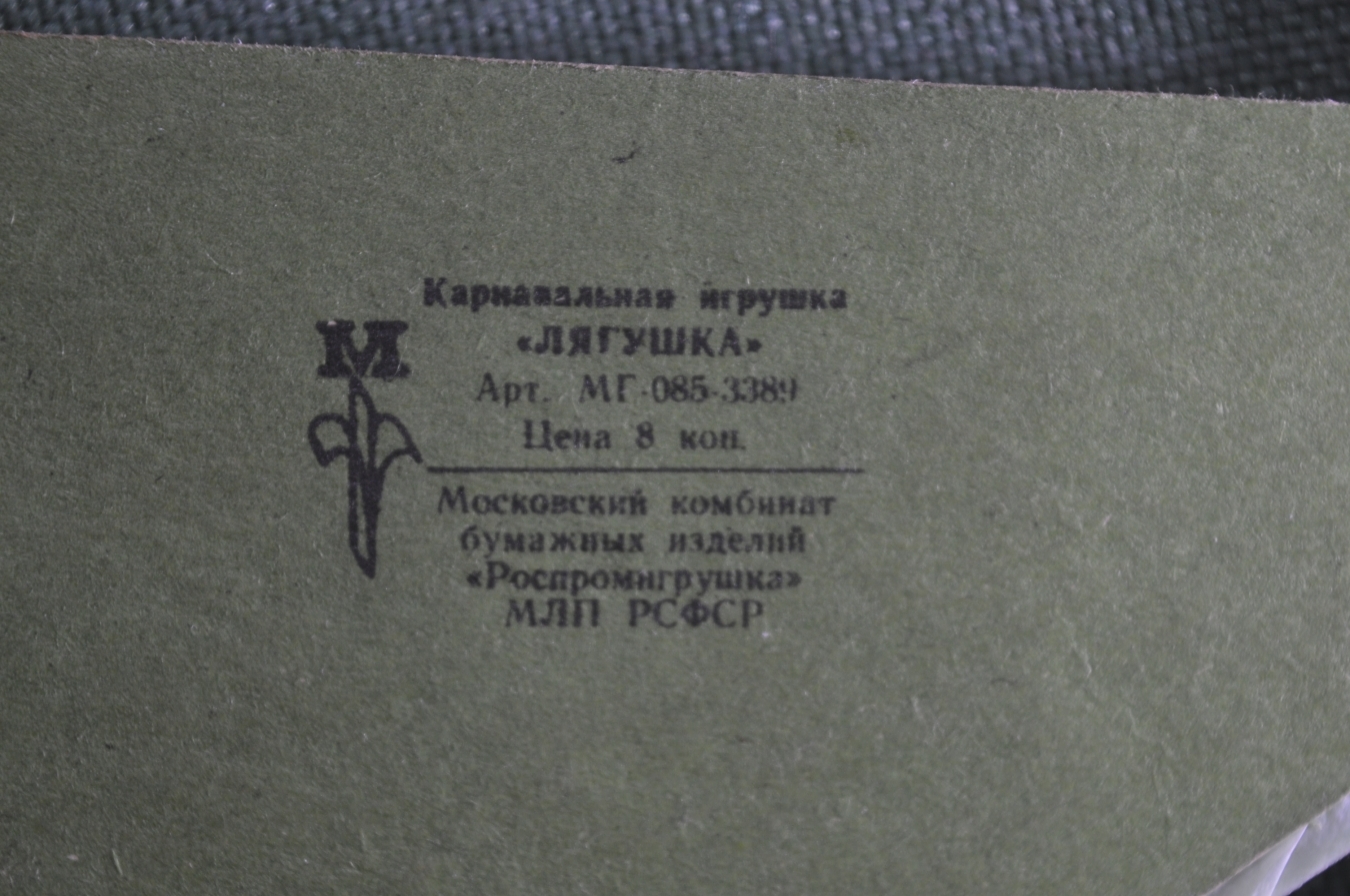 Карнавальная игрушка
«ЛЯГУШКА»
М
Арт. МГ-085-3389
Цена 8 коп.
Московский комбинат
бумажных изделий
«Роспромигрушка»
МЛП РСФСР